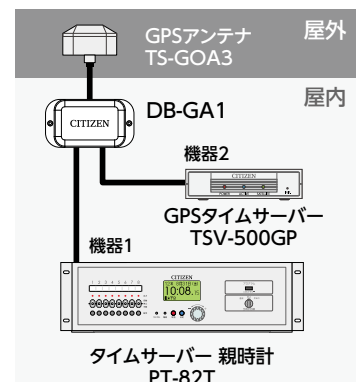 GPSアンテナ
TS-GOA3
屋外
屋内
CITIZEN
DB-GA1
機器2
CITIZEN
POWER
GPSタイムサーバー
TSV-500GP
機器1
CITIZEN
10:08
タイムサーバー 親時計
PT-82T